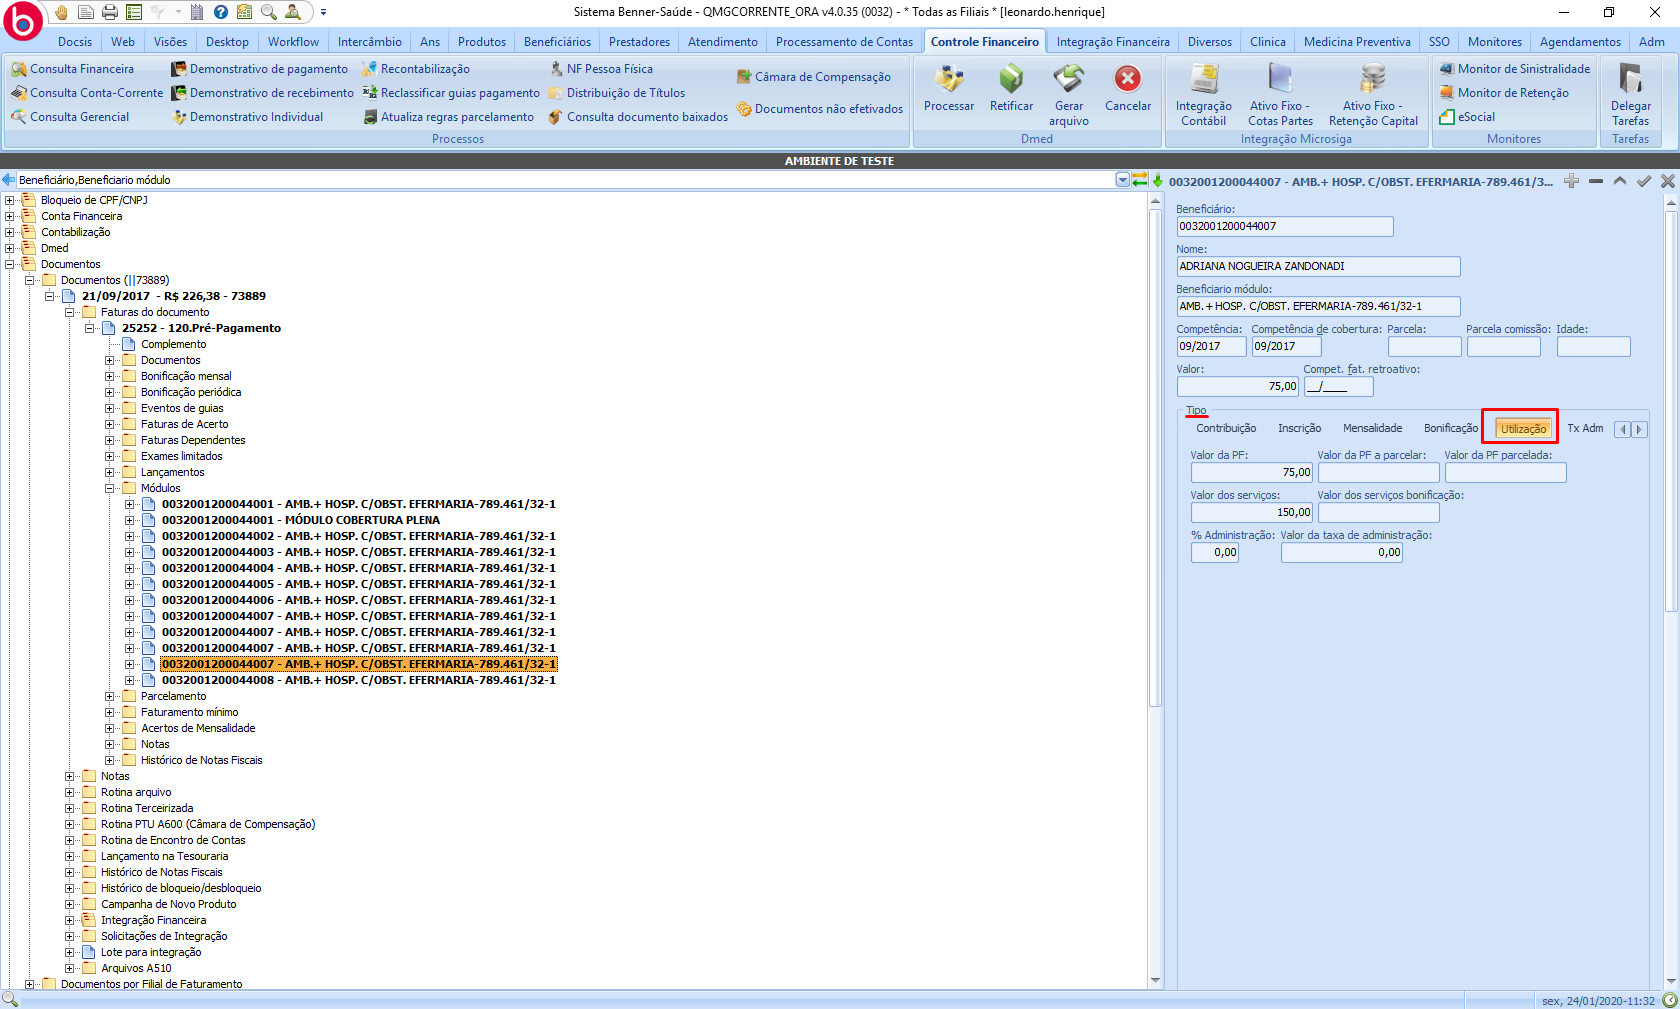 Sistema Benner-Saúde - QMGCORRENTE_ORA v4.0.35 (0032) - * Todas as Filiais * [leonardo.henrique]
Docsis Web Visões Desktop Workflow Intercâmbio Ans Produtos Beneficiários Prestadores Atendimento Processamento de Contas Controle Financeiro Integração Financeira Diversos Clinica Medicina Preventiva SSO Monitores Agendamentos Adm
Consulta Financeira
Consulta Conta-Corrente
Consulta Gerencial
Demonstrativo de pagamento
Demonstrativo de recebimento
Demonstrativo Individual
Recontabilização
Reclassificar guias pagamento
Atualiza regras parcelamento
NF Pessoa Física
Distribuição de Títulos
Consulta documento baixados
Câmara de Compensação
Documentos não efetivados
Processos
Processar
Retificar
Gerar
arquivo
Cancelar
Dmed
Integração
Contábil
Ativo Fixo -
Cotas Partes
Ativo Fixo -
Retenção Capital
Integração Microsiga
Monitor de Sinistralidade
Monitor de Retenção
eSocial
Monitores
Delegar
Tarefas
Tarefas
AMBIENTE DE TESTE
Beneficiário,Beneficiario módulo
Bloqueio de CPF/CNPJ
Conta Financeira
Contabilização
Dmed
Documentos
Documentos (||73889)
21/09/2017 - R$ 226,38 - 73889
Faturas do documento
25252 - 120.Pré-Pagamento
Complemento
Documentos
Bonificação mensal
Bonificação periódica
Eventos de guias
Faturas de Acerto
Faturas Dependentes
Exames limitados
Lançamentos
Módulos
0032001200044001 - AMB.+ HOSP. C/OBST. EFERMARIA-789.461/32-1
0032001200044001 - MÓDULO COBERTURA PLENA
0032001200044002 - AMB.+ HOSP. C/OBST. EFERMARIA-789.461/32-1
0032001200044003 - AMB.+ HOSP. C/OBST. EFERMARIA-789.461/32-1
0032001200044004 - AMB.+ HOSP. C/OBST. EFERMARIA-789.461/32-1
0032001200044005 - AMB.+ HOSP. C/OBST. EFERMARIA-789.461/32-1
0032001200044006 - AMB.+ HOSP. C/OBST. EFERMARIA-789.461/32-1
0032001200044007 - AMB.+ HOSP. C/OBST. EFERMARIA-789.461/32-1
0032001200044007 - AMB.+ HOSP. C/OBST. EFERMARIA-789.461/32-1
0032001200044007 - AMB.+ HOSP. C/OBST. EFERMARIA-789.461/32-1
0032001200044007 - AMB.+ HOSP. C/OBST. EFERMARIA-789.461/32-1
0032001200044008 - AMB.+ HOSP. C/OBST. EFERMARIA-789.461/32-1
Parcelamento
Faturamento mínimo
Acertos de Mensalidade
Notas
Histórico de Notas Fiscais
Notas
Rotina arquivo
Rotina Terceirizada
Rotina PTU A600 (Câmara de Compensação)
Rotina de Encontro de Contas
Lançamento na Tesouraria
Histórico de Notas Fiscais
Histórico de bloqueio/desbloqueio
Campanha de Novo Produto
Integração Financeira
Solicitações de Integração
Lote para integração
Arquivos A510
Documentos por Filial de Faturamento
0032001200044007 - AMB.+ HOSP. C/OBST. EFERMARIA-789.461/3...
Beneficiário:
0032001200044007
Nome:
ADRIANA NOGUEIRA ZANDONADI
Beneficiario módulo:
AMB.+ HOSP. C/OBST. EFERMARIA-789.461/32-1
Competência: Competência de cobertura: Parcela: Parcela comissão: Idade:
09/2017 09/2017
Valor: Compet. fat. retroativo:
75,00 __/____
Tipo
Contribuição Inscrição Mensalidade Bonificação Utilização Tx Adm
Valor da PF: Valor da PF a parcelar: Valor da PF parcelada:
75,00
Valor dos serviços: Valor dos serviços bonificação:
150,00
% Administração: Valor da taxa de administração:
0,00 0,00
sex, 24/01/2020-11:32